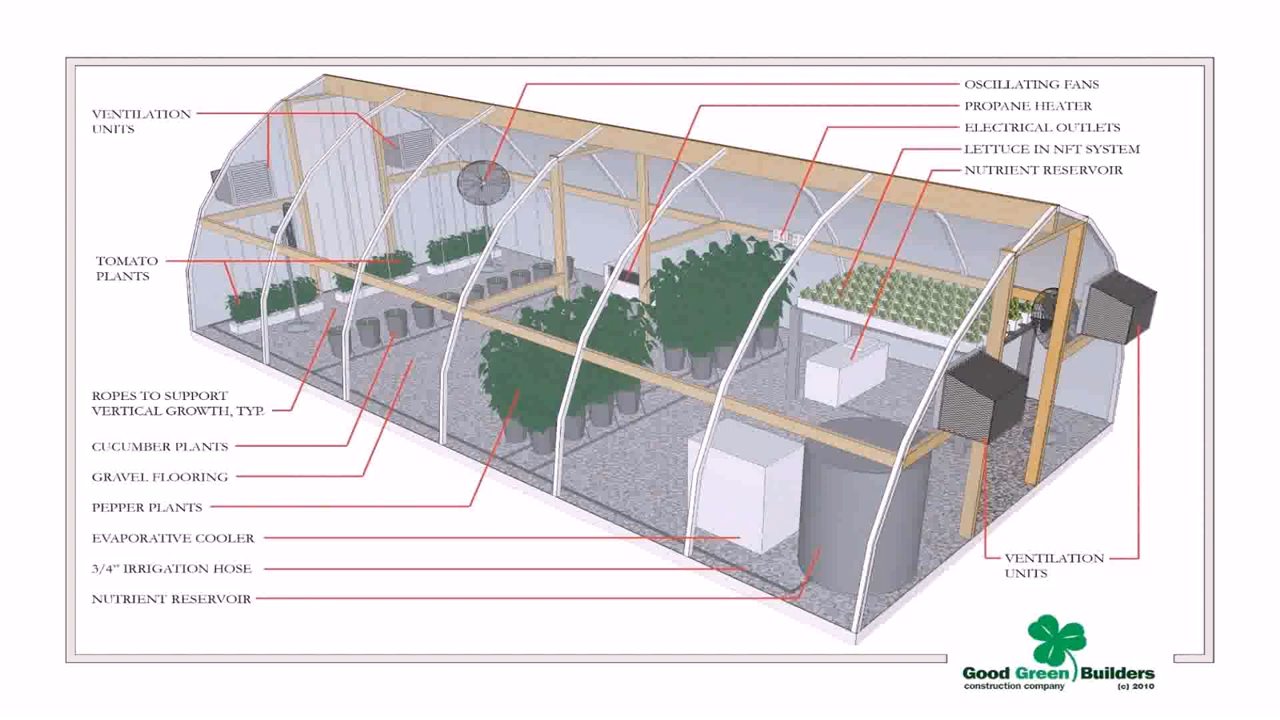 VENTILATION
UNITS
TOMATO
PLANTS
ROPES TO SUPPORT
VERTICAL GROWTH, TYP.
CUCUMBER PLANTS
GRAVEL FLOORING
PEPPER PLANTS
EVAPORATIVE COOLER
3/4" IRRIGATION HOSE
NUTRIENT RESERVOIR
OSCILLATING FANS
PROPANE HEATER
ELECTRICAL OUTLETS
LETTUCE IN NFT SYSTEM
NUTRIENT RESERVOIR
VENTILATION
UNITS
Good Green Builders
construction company (c) 2010